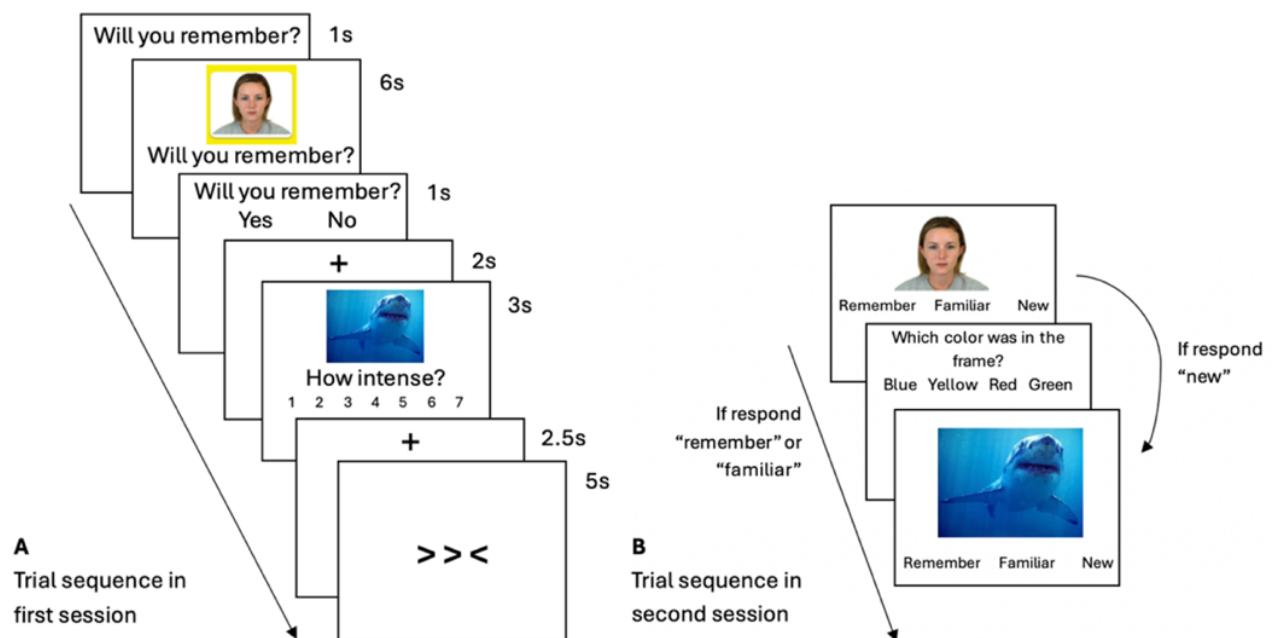 Will you remember?
1s
6s
Will you remember?
Will you remember?
Yes No
1s
+
2s
3s
How intense?
1 2 3 4 5 6 7
+
2.5s
5s
> > <
A
Trial sequence in
first session
Remember Familiar New
Which color was in the
frame?
Blue Yellow Red Green
If respond
"new"
If respond
"remember" or
"familiar"
Remember Familiar New
B
Trial sequence in
second session